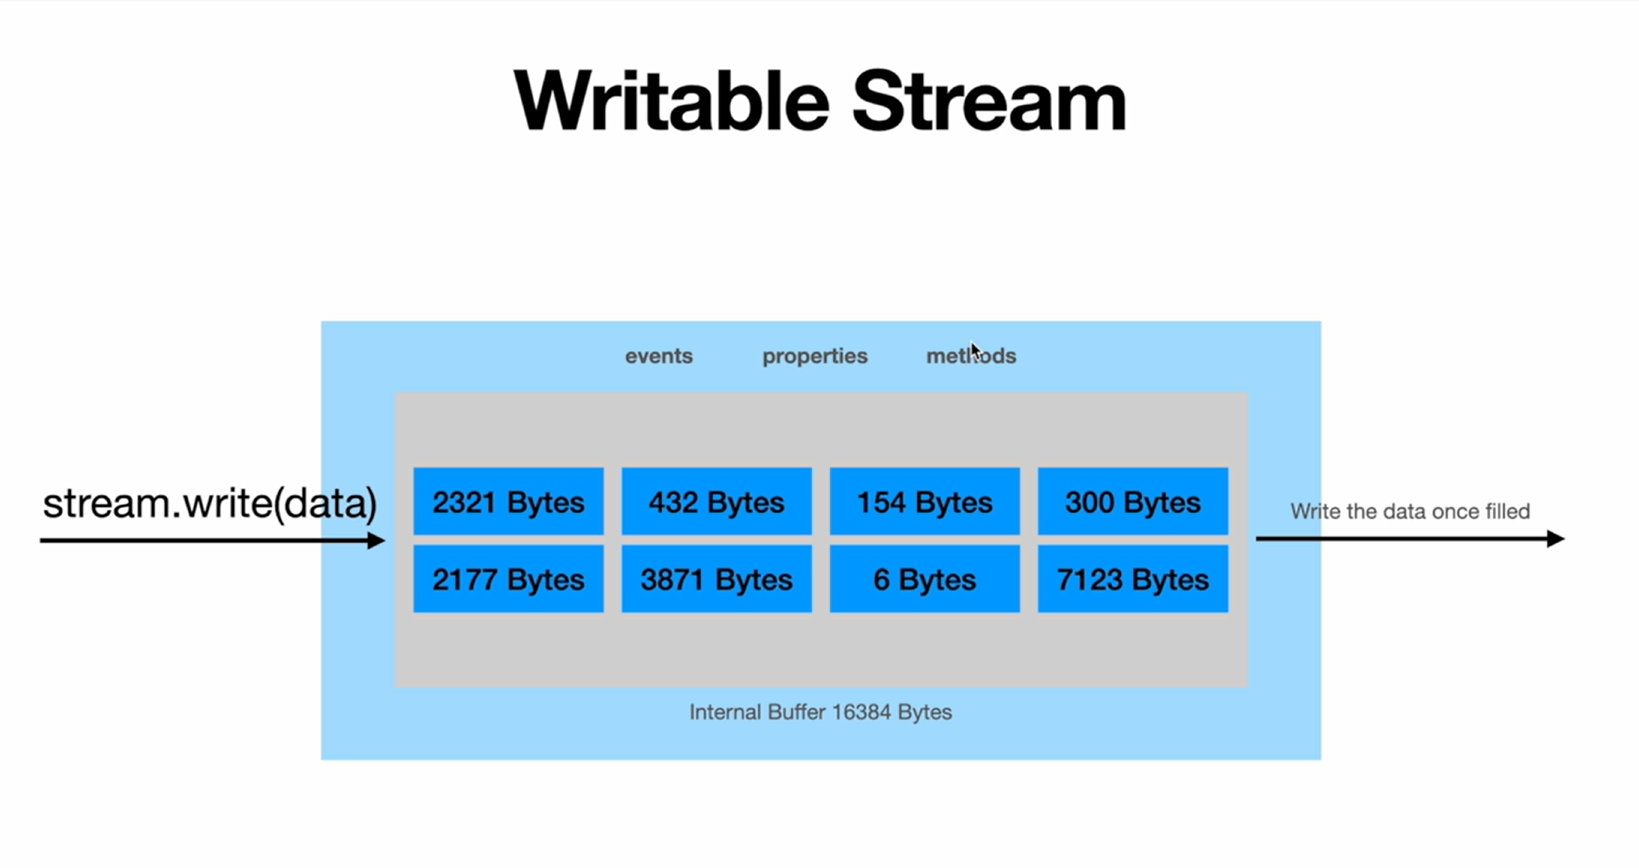 Writable Stream
events properties methods
stream.write(data)
2321 Bytes 432 Bytes 154 Bytes 300 Bytes
Write the data once filled
2177 Bytes 3871 Bytes 6 Bytes 7123 Bytes
Internal Buffer 16384 Bytes